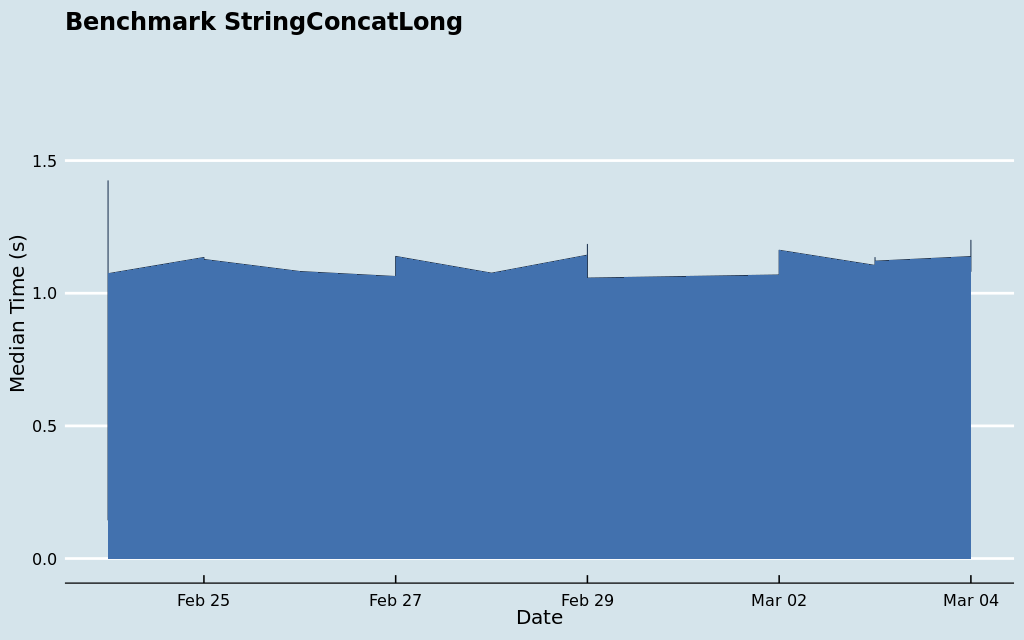 Benchmark StringConcatLong
1.5
1.0
0.5
0.0
Median Time (s)
Feb 25 Feb 27 Feb 29 Mar 02 Mar 04
Date